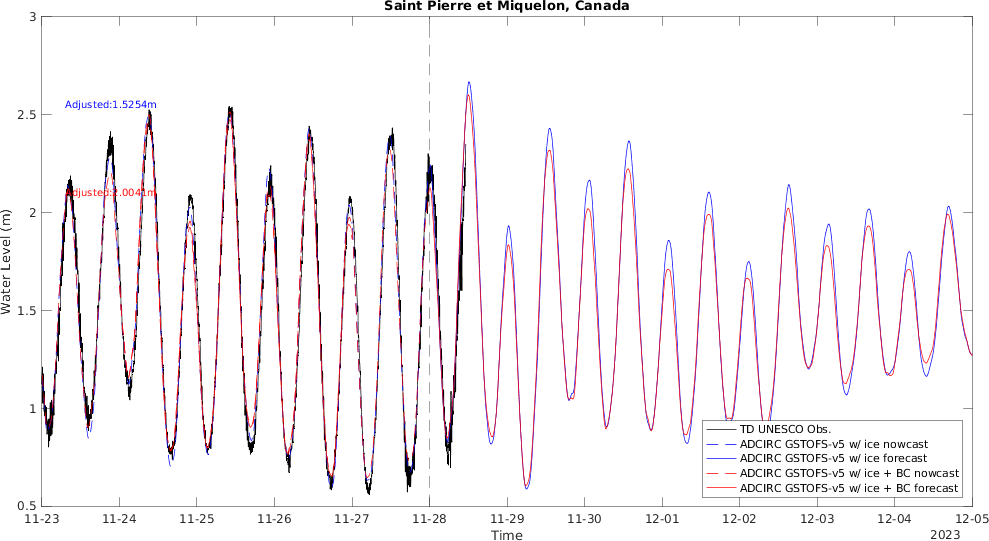 Saint Pierre et Miquelon, Canada
3
2.5
2
1.5
1
0.5
Water Level (m)
Adjusted:1.5254m
Adjusted:2.0041m
TD UNESCO Obs.
ADCIRC GSTOFS-v5 w/ ice nowcast
ADCIRC GSTOFS-v5 w/ ice forecast
ADCIRC GSTOFS-v5 w/ ice + BC nowcast
ADCIRC GSTOFS-v5 w/ ice + BC forecast
11-23 11-24 11-25 11-26 11-27 11-28 11-29 11-30 12-01 12-02 12-03 12-04 12-05
Time
2023